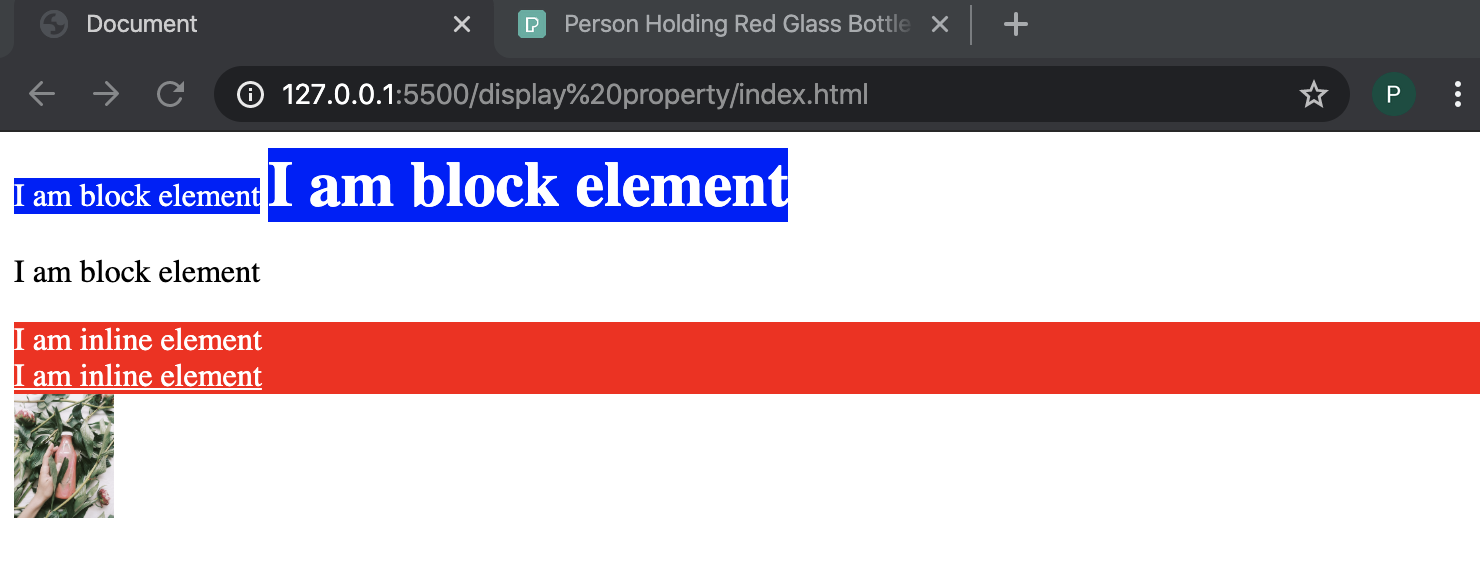 Document
Person Holding Red Glass Bottle
127.0.0.1:5500/display%20property/index.html
P
I am block element I am block element
I am block element
I am inline element
I am inline element